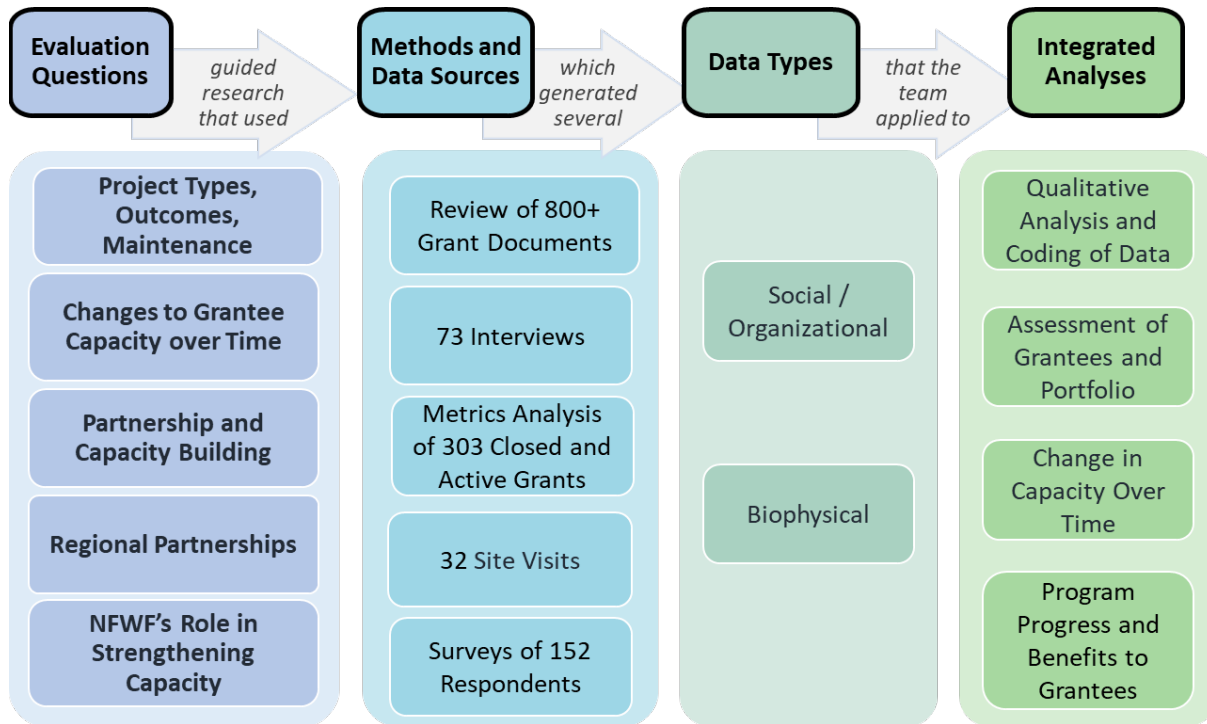 Evaluation
Questions
guided
research
that used
Methods and
Data Sources
which
generated
several
Data Types
that the
team
applied to
Integrated
Analyses
Project Types,
Outcomes,
Maintenance
Changes to Grantee
Capacity over Time
Partnership and
Capacity Building
Regional Partnerships
NFWF's Role in
Strengthening
Capacity
Review of 800+
Grant Documents
73 Interviews
Metrics Analysis
of 303 Closed and
Active Grants
32 Site Visits
Surveys of 152
Respondents
Social /
Organizational
Biophysical
Qualitative
Analysis and
Coding of Data
Assessment of
Grantees and
Portfolio
Change in
Capacity Over
Time
Program
Progress and
Benefits to
Grantees